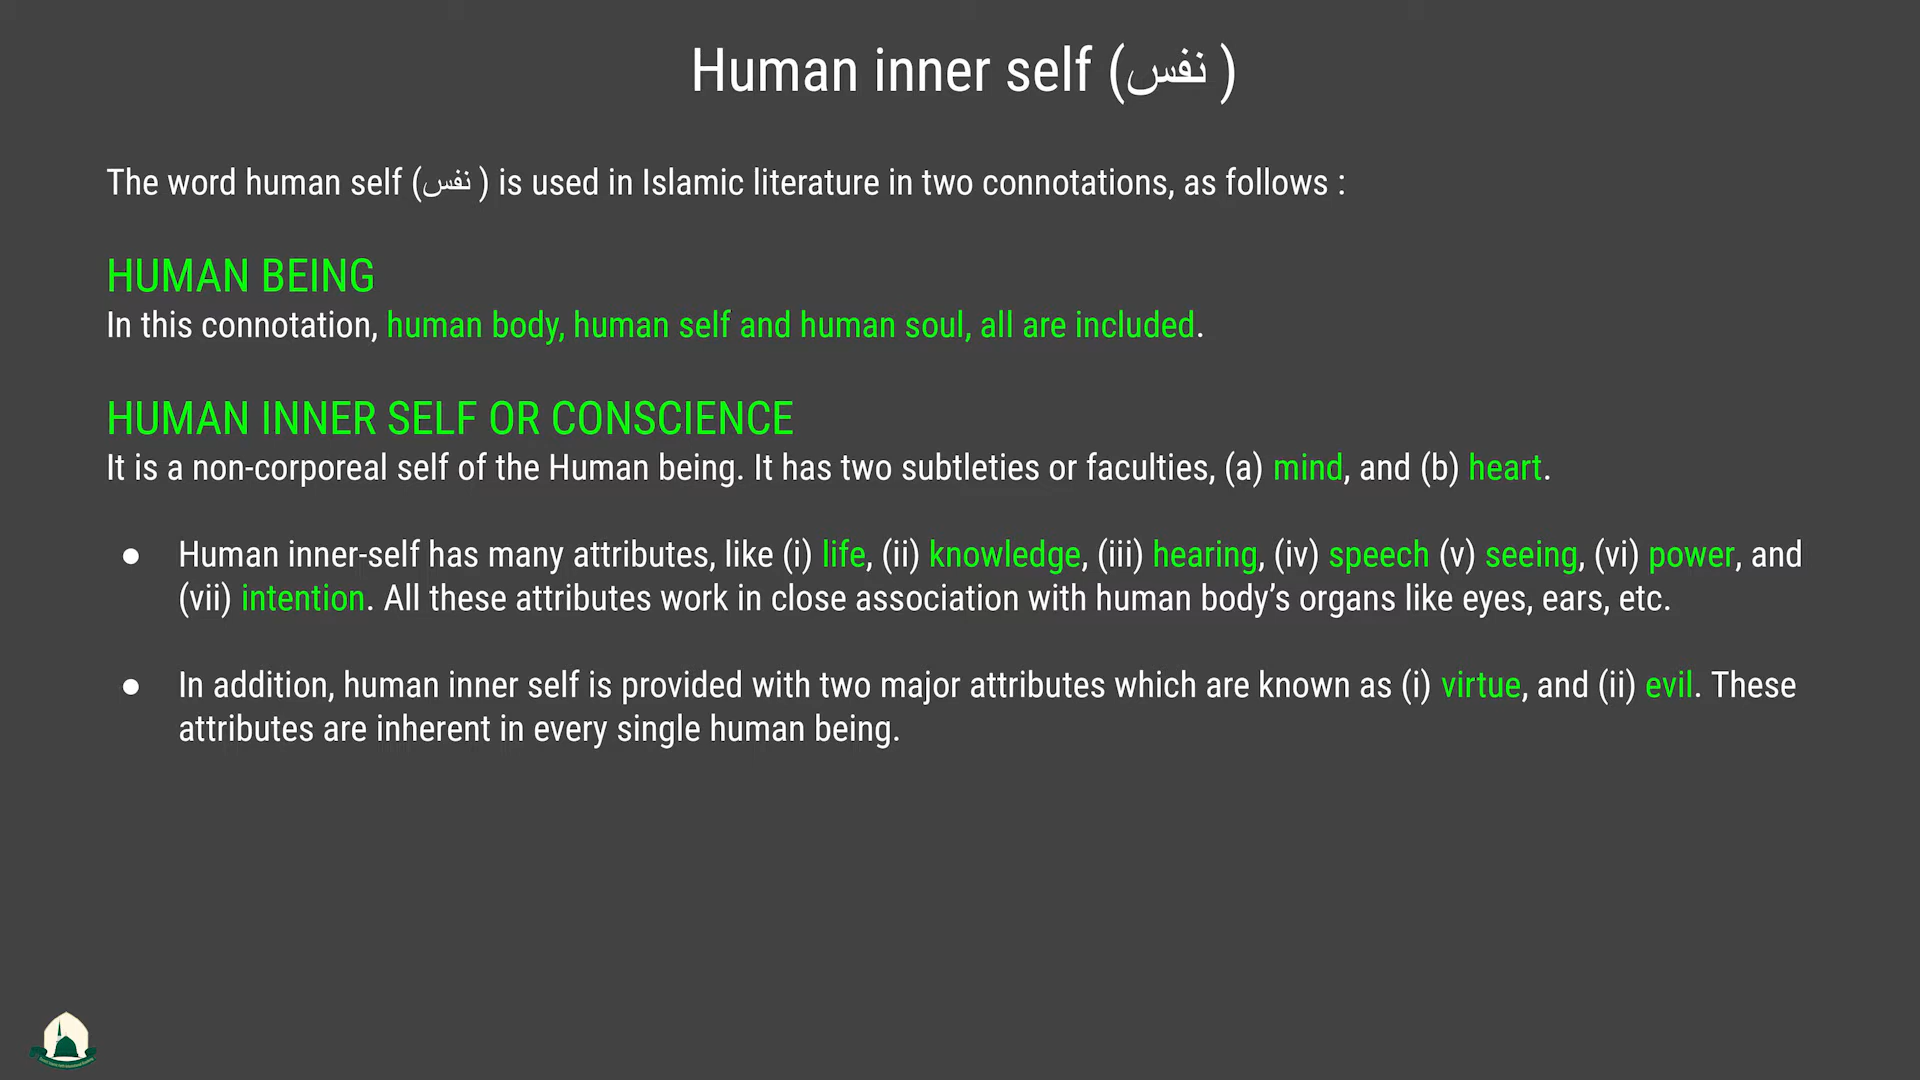 Human inner self (نفس )
The word human self (نفس ) is used in Islamic literature in two connotations, as follows :
HUMAN BEING
In this connotation, human body, human self and human soul, all are included.
HUMAN INNER SELF OR CONSCIENCE
It is a non-corporeal self of the Human being. It has two subtleties or faculties, (a) mind, and (b) heart.
● Human inner-self has many attributes, like (i) life, (ii) knowledge, (iii) hearing, (iv) speech (v) seeing, (vi) power, and
(vii) intention. All these attributes work in close association with human body’s organs like eyes, ears, etc.
● In addition, human inner self is provided with two major attributes which are known as (i) virtue, and (ii) evil. These
attributes are inherent in every single human being.